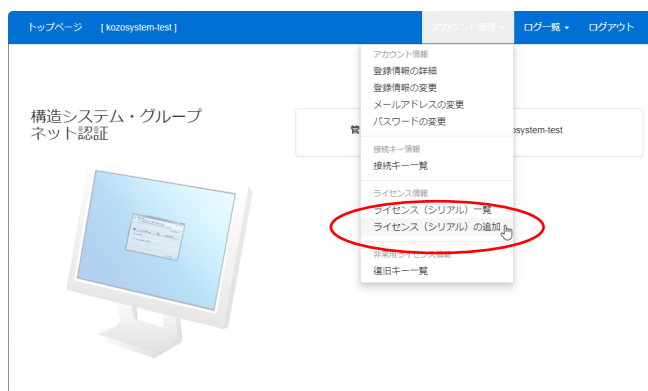 トップページ [ kozosystem-test ] アカウント管理 ログ一覧 ログアウト
アカウント情報
登録情報の詳細
登録情報の変更
メールアドレスの変更
パスワードの変更
接続キー情報
接続キー一覧
ライセンス情報
ライセンス（シリアル）一覧
ライセンス（シリアル）の追加
非常用ライセンス情報
復旧キー一覧
構造システム・グループ
ネット認証
管
osystem-test